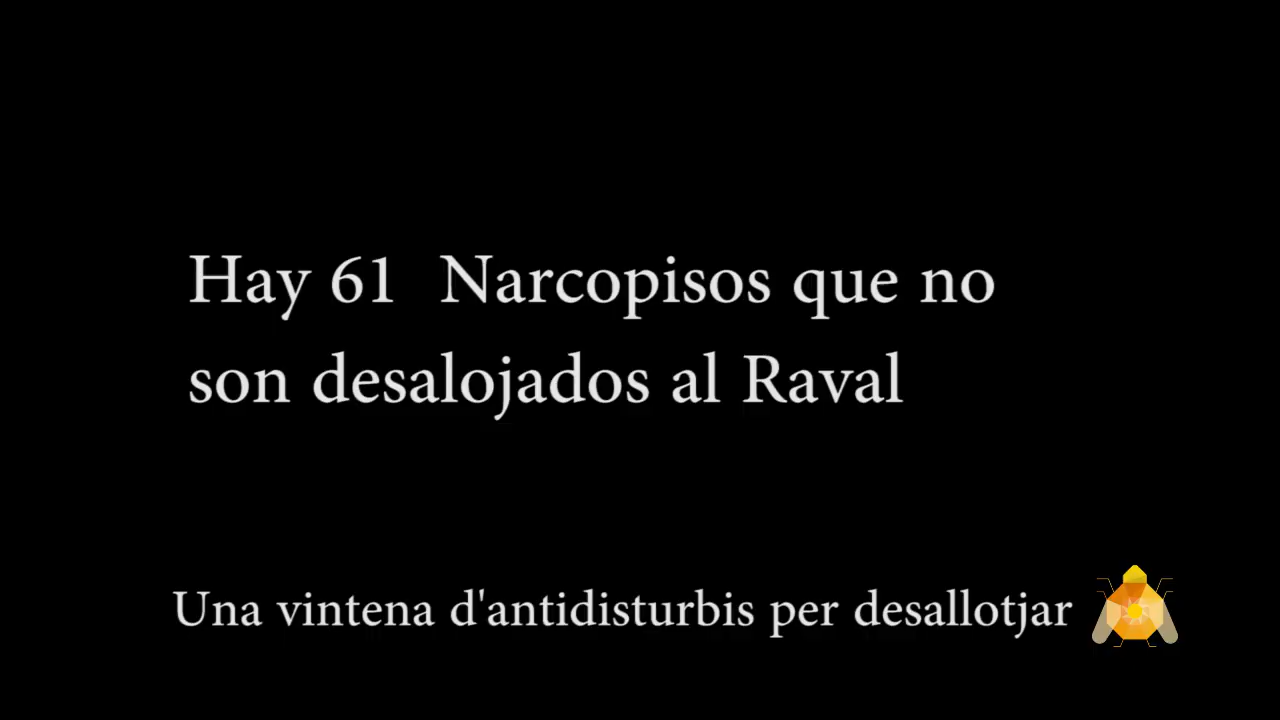 Hay 61 Narcopisos que no
son desalojados al Raval
Una vintena d'antidisturbis per desallotjar